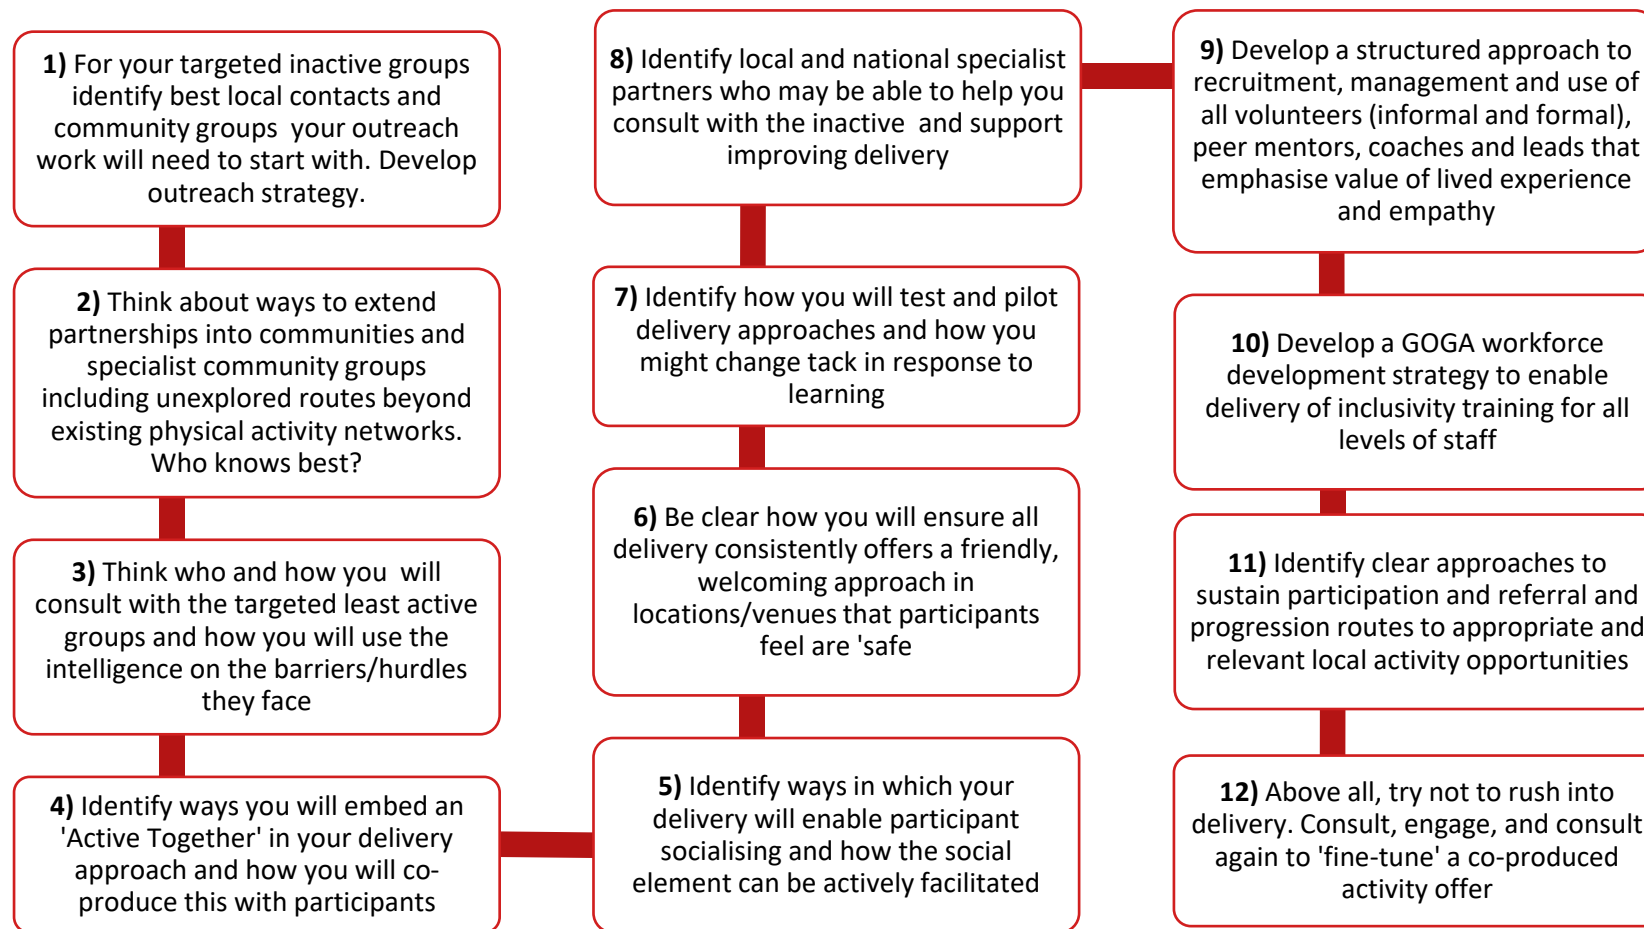 1) For your targeted inactive groups
identify best local contacts and
community groups your outreach
work will need to start with. Develop
outreach strategy.
2) Think about ways to extend
partnerships into communities and
specialist community groups
including unexplored routes beyond
existing physical activity networks.
Who knows best?
3) Think who and how you will
consult with the targeted least active
groups and how you will use the
intelligence on the barriers/hurdles
they face
4) Identify ways you will embed an
'Active Together' in your delivery
approach and how you will co-
produce this with participants
5) Identify ways in which your
delivery will enable participant
socialising and how the social
element can be actively facilitated
6) Be clear how you will ensure all
delivery consistently offers a friendly,
welcoming approach in
locations/venues that participants
feel are 'safe
7) Identify how you will test and pilot
delivery approaches and how you
might change tack in response to
learning
8) Identify local and national specialist
partners who may be able to help you
consult with the inactive and support
improving delivery
9) Develop a structured approach to
recruitment, management and use of
all volunteers (informal and formal),
peer mentors, coaches and leads that
emphasise value of lived experience
and empathy
10) Develop a GOGA workforce
development strategy to enable
delivery of inclusivity training for all
levels of staff
11) Identify clear approaches to
sustain participation and referral and
progression routes to appropriate and
relevant local activity opportunities
12) Above all, try not to rush into
delivery. Consult, engage, and consult
again to 'fine-tune' a co-produced
activity offer